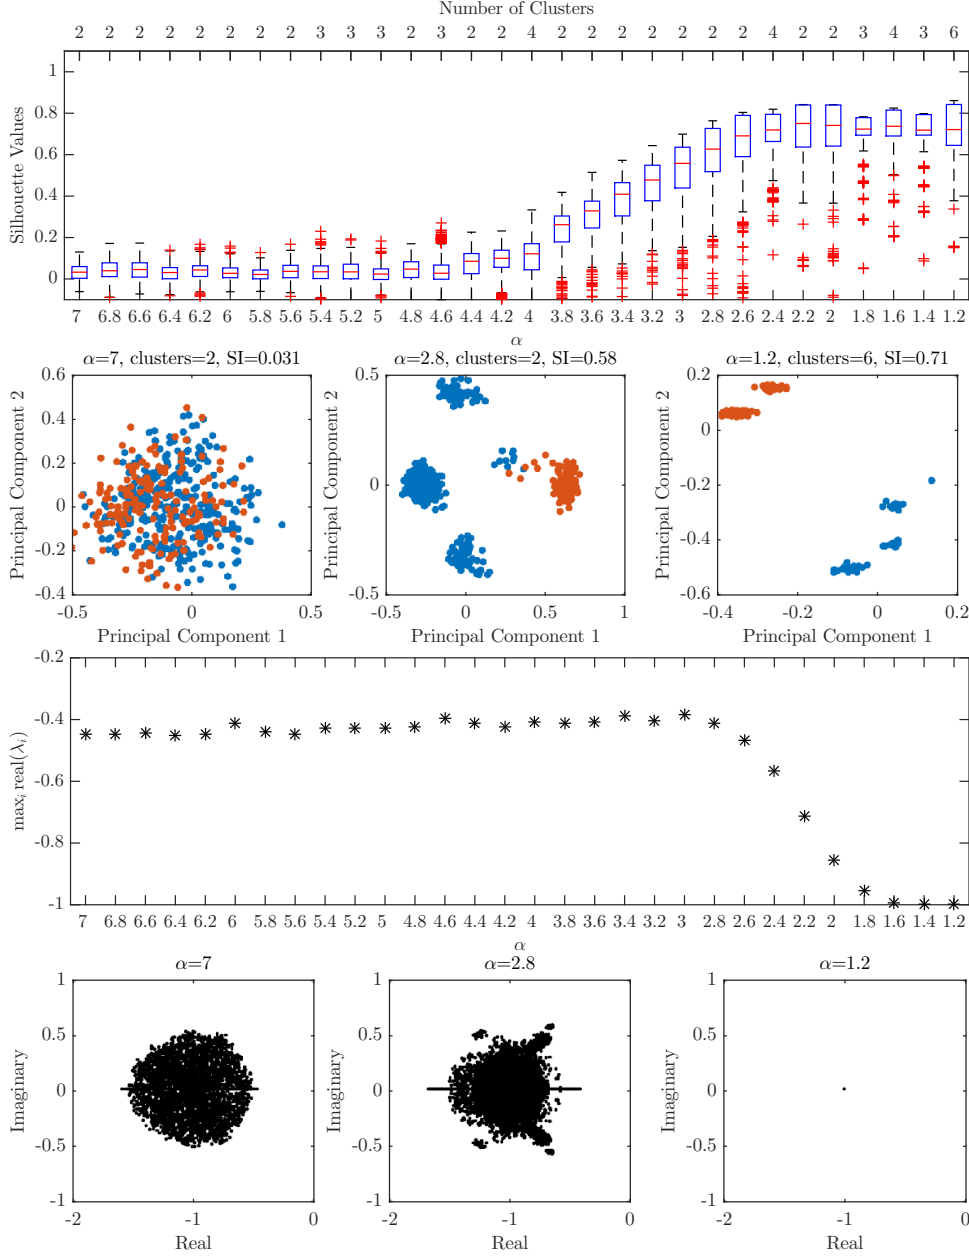 Number of Clusters
2 2 2 2 2 2 2 2 3 3 3 2 3 2 2 4 2 2 2 2 2 2 2 4 2 2 3 4 3 6
Silhouette Values
1
0.8
0.6
0.4
0.2
0
7 6.8 6.6 6.4 6.2 6 5.8 5.6 5.4 5.2 5 4.8 4.6 4.4 4.2 4 3.8 3.6 3.4 3.2 3 2.8 2.6 2.4 2.2 2 1.8 1.6 1.4 1.2
α
α=7, clusters=2, SI=0.031
Principal Component 2
0.6
0.4
0.2
0
-0.2
-0.4
-0.5 0 0.5
Principal Component 1
α=2.8, clusters=2, SI=0.58
Principal Component 2
0.5
0
-0.5
-0.5 0 0.5 1
Principal Component 1
α=1.2, clusters=6, SI=0.71
Principal Component 2
0.2
0
-0.2
-0.4
-0.6
-0.4 -0.2 0 0.2
Principal Component 1
max_i real(λ_i)
-0.2
-0.4
-0.6
-0.8
-1
7 6.8 6.6 6.4 6.2 6 5.8 5.6 5.4 5.2 5 4.8 4.6 4.4 4.2 4 3.8 3.6 3.4 3.2 3 2.8 2.6 2.4 2.2 2 1.8 1.6 1.4 1.2
α
α=7
Imaginary
1
0.5
0
-0.5
-1
-2 -1 0
Real
α=2.8
Imaginary
1
0.5
0
-0.5
-1
-2 -1 0
Real
α=1.2
Imaginary
1
0.5
0
-0.5
-1
-2 -1 0
Real